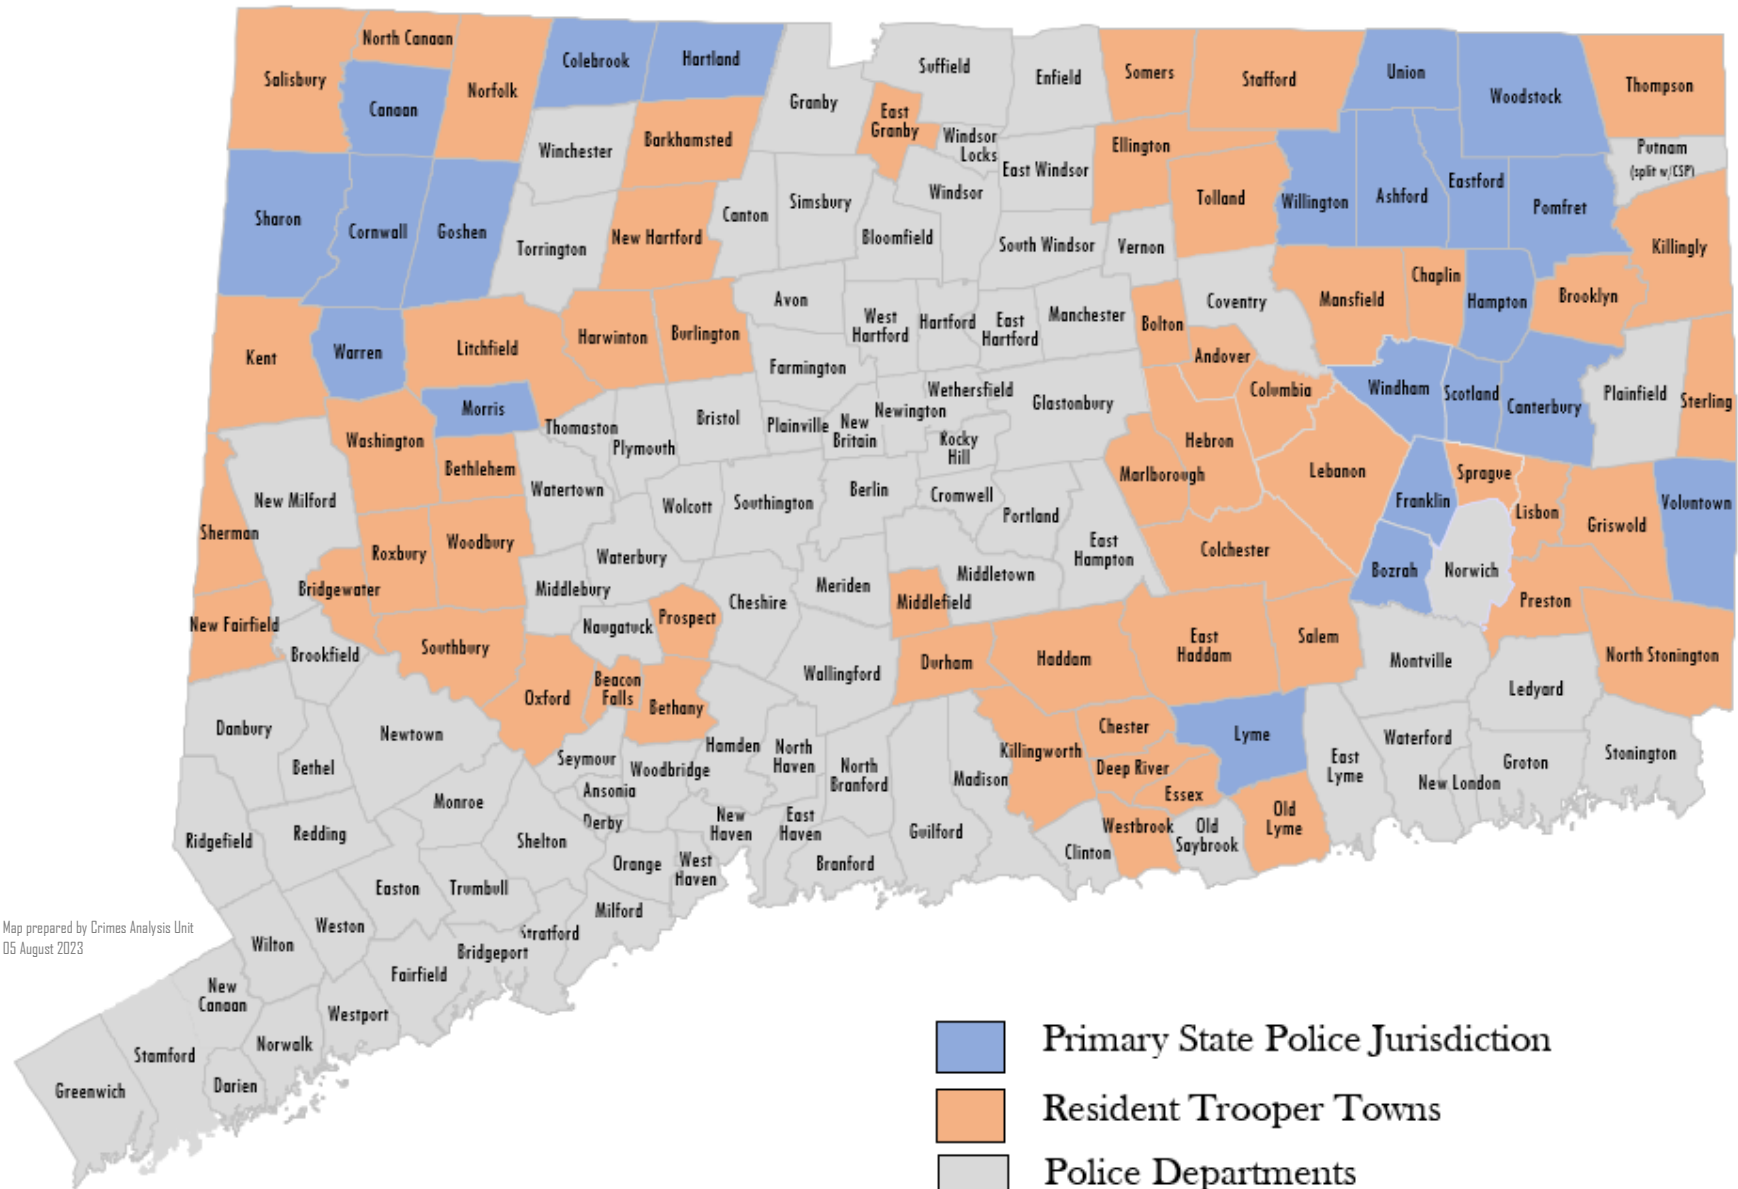 North Canaan
Salisbury
Canaan
Norfolk
Colebrook
Hartland
Granby
Suffield
Enfield
Somers
Stafford
Union
Woodstock
Thompson
East
Granby
Windsor
Locks
Winchester
Barkhamsted
East Windsor
Ellington
Putnam
(split w/CSP)
Sharon
Cornwall
Goshen
Torrington
New Hartford
Canton
Simsbury
Bloomfield
Windsor
South Windsor
Vernon
Tolland
Willington
Ashford
Eastford
Pomfret
Killingly
Kent
Warren
Litchfield
Harwinton
Burlington
Avon
West
Hartford
Hartford
East
Hartford
Manchester
Bolton
Coventry
Mansfield
Chaplin
Hampton
Brooklyn
Andover
Farmington
Morris
Thomaston
Plymouth
Bristol
Plainville
New
Britain
Newington
Wethersfield
Rocky
Hill
Glastonbury
Columbia
Hebron
Marlborough
Windham
Scotland
Canterbury
Plainfield
Sterling
Washington
Bethlehem
Watertown
New Milford
Sherman
Roxbury
Woodbury
Wolcott
Southington
Berlin
Cromwell
Portland
East
Hampton
Colchester
Lebanon
Franklin
Sprague
Lisbon
Griswold
Voluntown
Bridgewater
New Fairfield
Brookfield
Southbury
Middlebury
Waterbury
Naugatuck
Prospect
Cheshire
Meriden
Middlefield
Middletown
Bozrah
Norwich
Preston
North Stonington
Oxford
Beacon
Falls
Bethany
Wallingford
Durham
Haddam
East
Haddam
Salem
Montville
Ledyard
Danbury
Bethel
Newtown
Seymour
Woodbridge
Hamden
North
Haven
North
Branford
Madison
Killingworth
Chester
Deep River
Essex
Lyme
East
Lyme
Waterford
New London
Groton
Stonington
Ridgefield
Redding
Monroe
Shelton
Ansonia
Derby
Orange
New
Haven
West
Haven
East
Haven
Branford
Guilford
Clinton
Westbrook
Old
Saybrook
Old
Lyme
Easton
Trumbull
Milford
Map prepared by Crimes Analysis Unit
05 August 2023
Wilton
Weston
Stratford
Bridgeport
Fairfield
New
Canaan
Westport
Norwalk
Stamford
Darien
Greenwich
Primary State Police Jurisdiction
Resident Trooper Towns
Police Departments